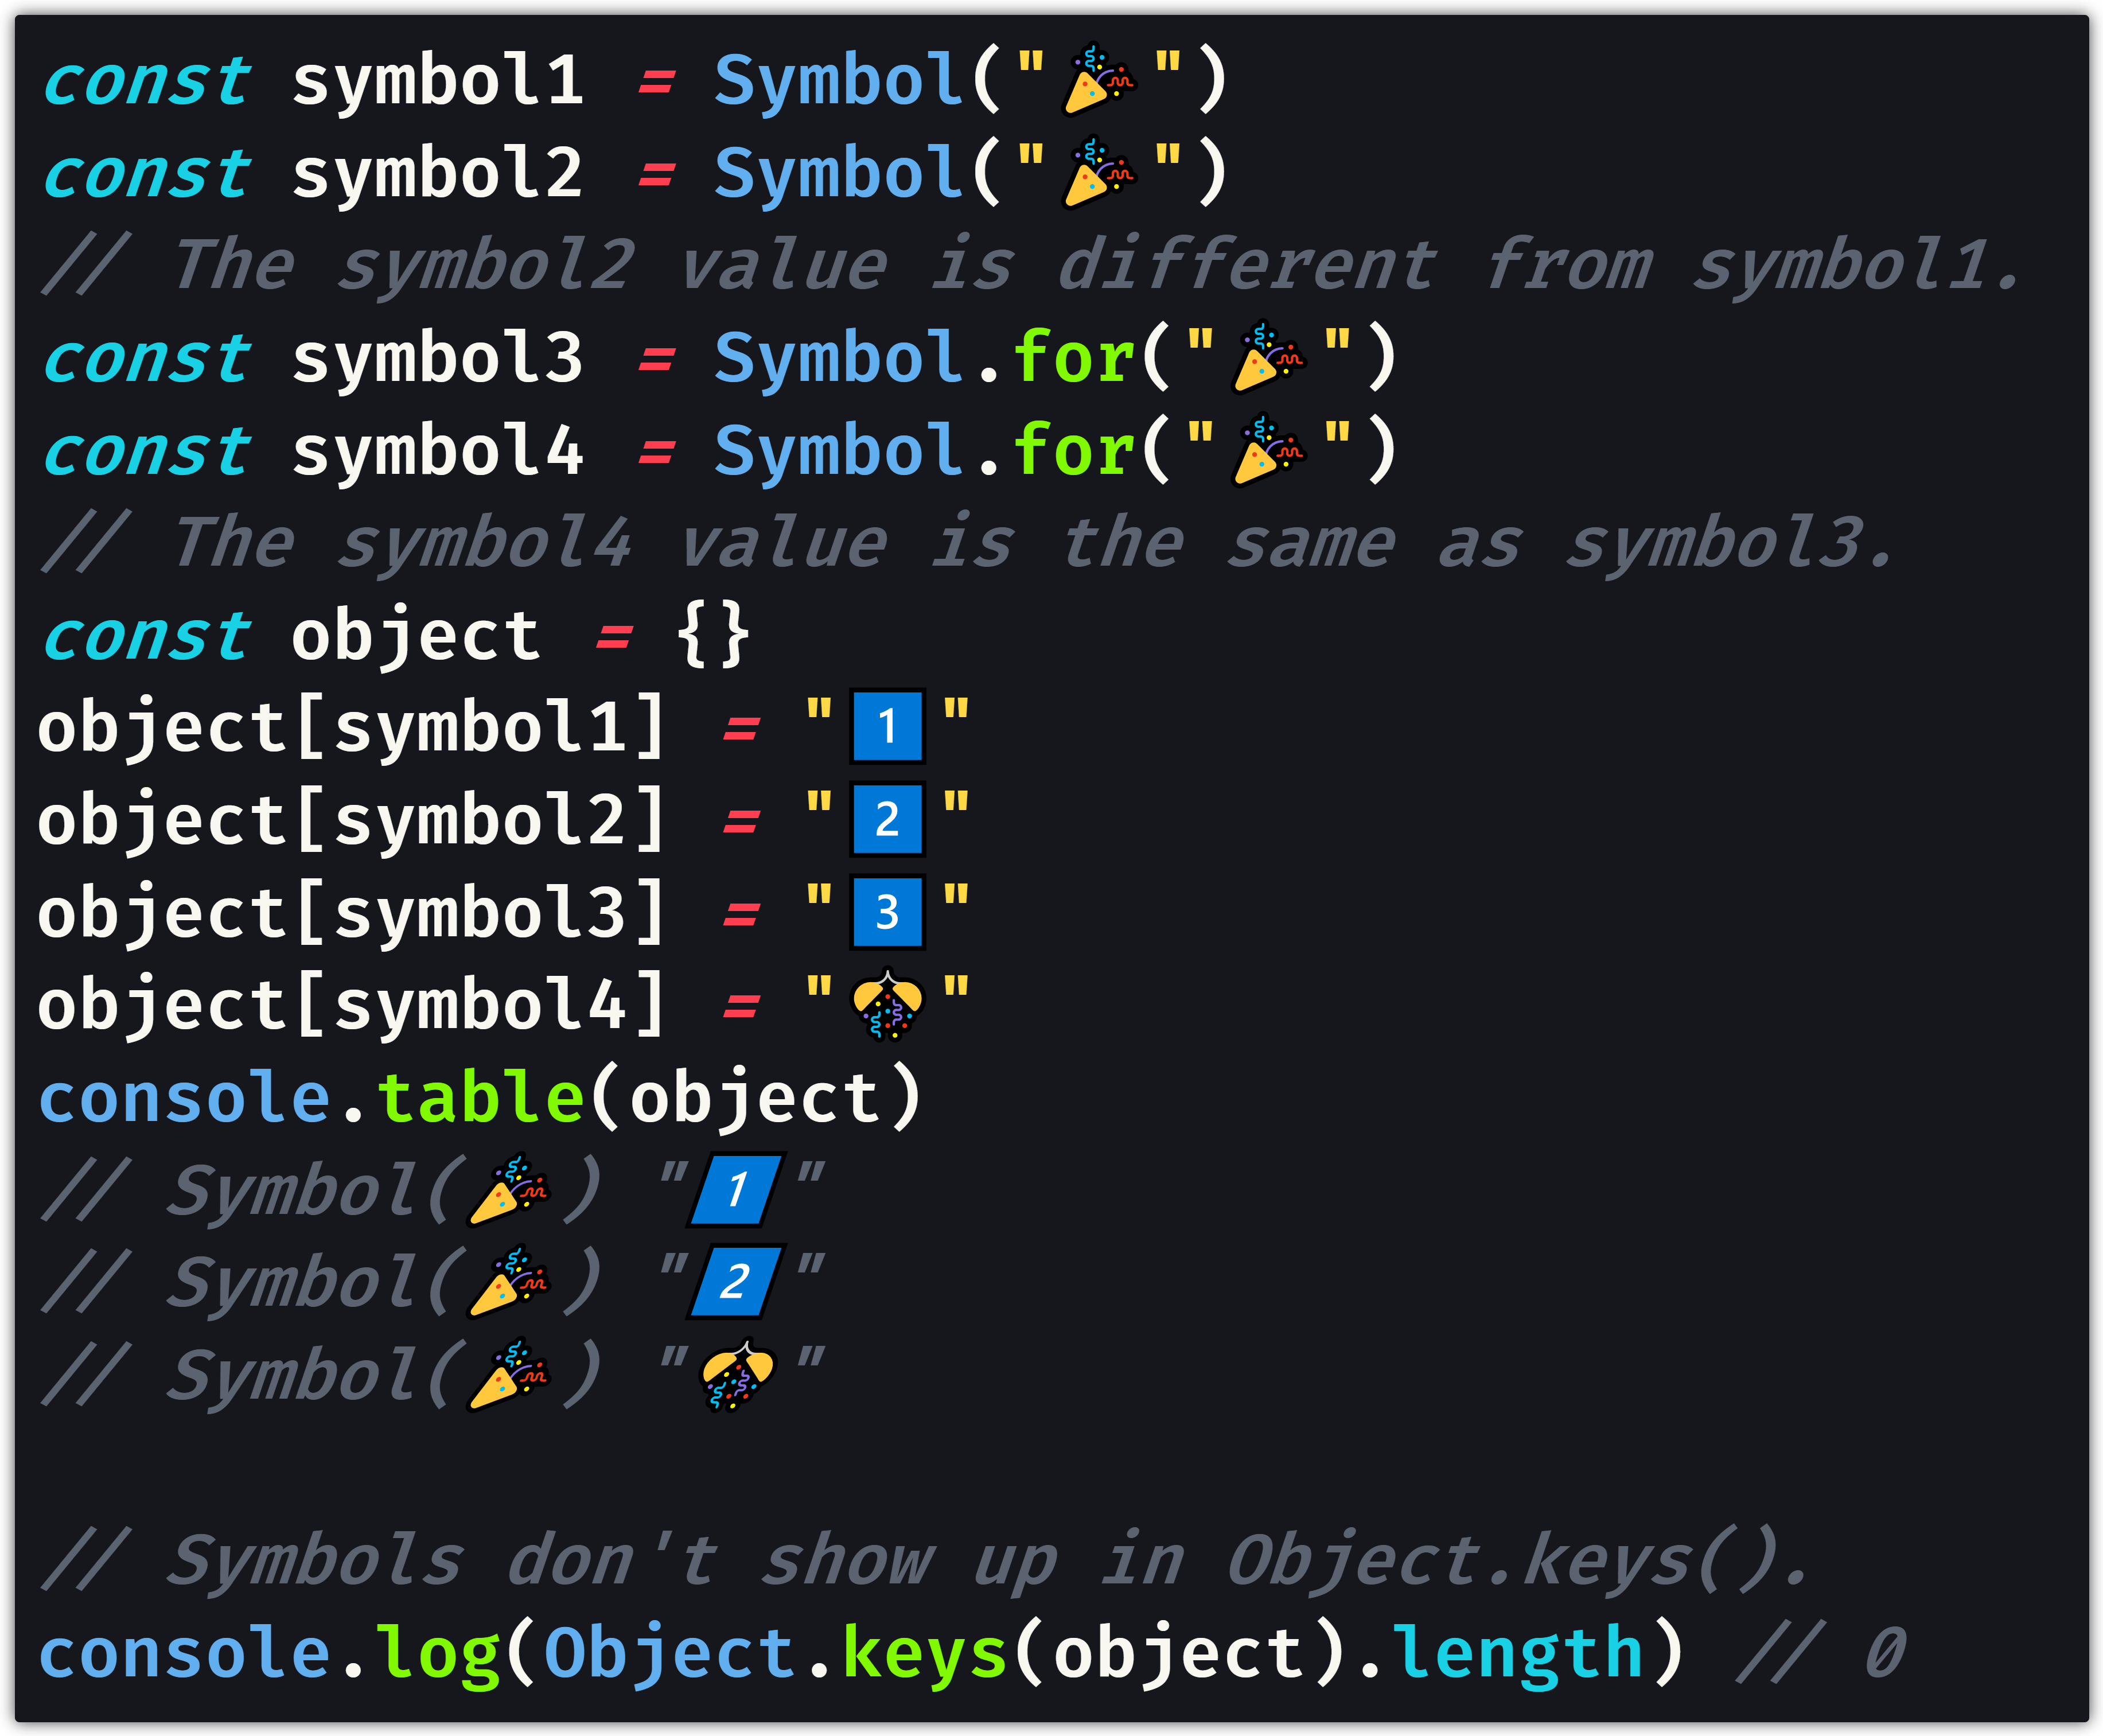 const symbol1 = Symbol("🎉")
const symbol2 = Symbol("🎉")
// The symbol2 value is different from symbol1.
const symbol3 = Symbol.for("🎉")
const symbol4 = Symbol.for("🎉")
// The symbol4 value is the same as symbol3.
const object = {}
object[symbol1] = "1️⃣"
object[symbol2] = "2️⃣"
object[symbol3] = "3️⃣"
object[symbol4] = "🎊"
console.table(object)
// Symbol(🎉) "1️⃣"
// Symbol(🎉) "2️⃣"
// Symbol(🎉) "🎊"
// Symbols don't show up in Object.keys().
console.log(Object.keys(object).length) // 0